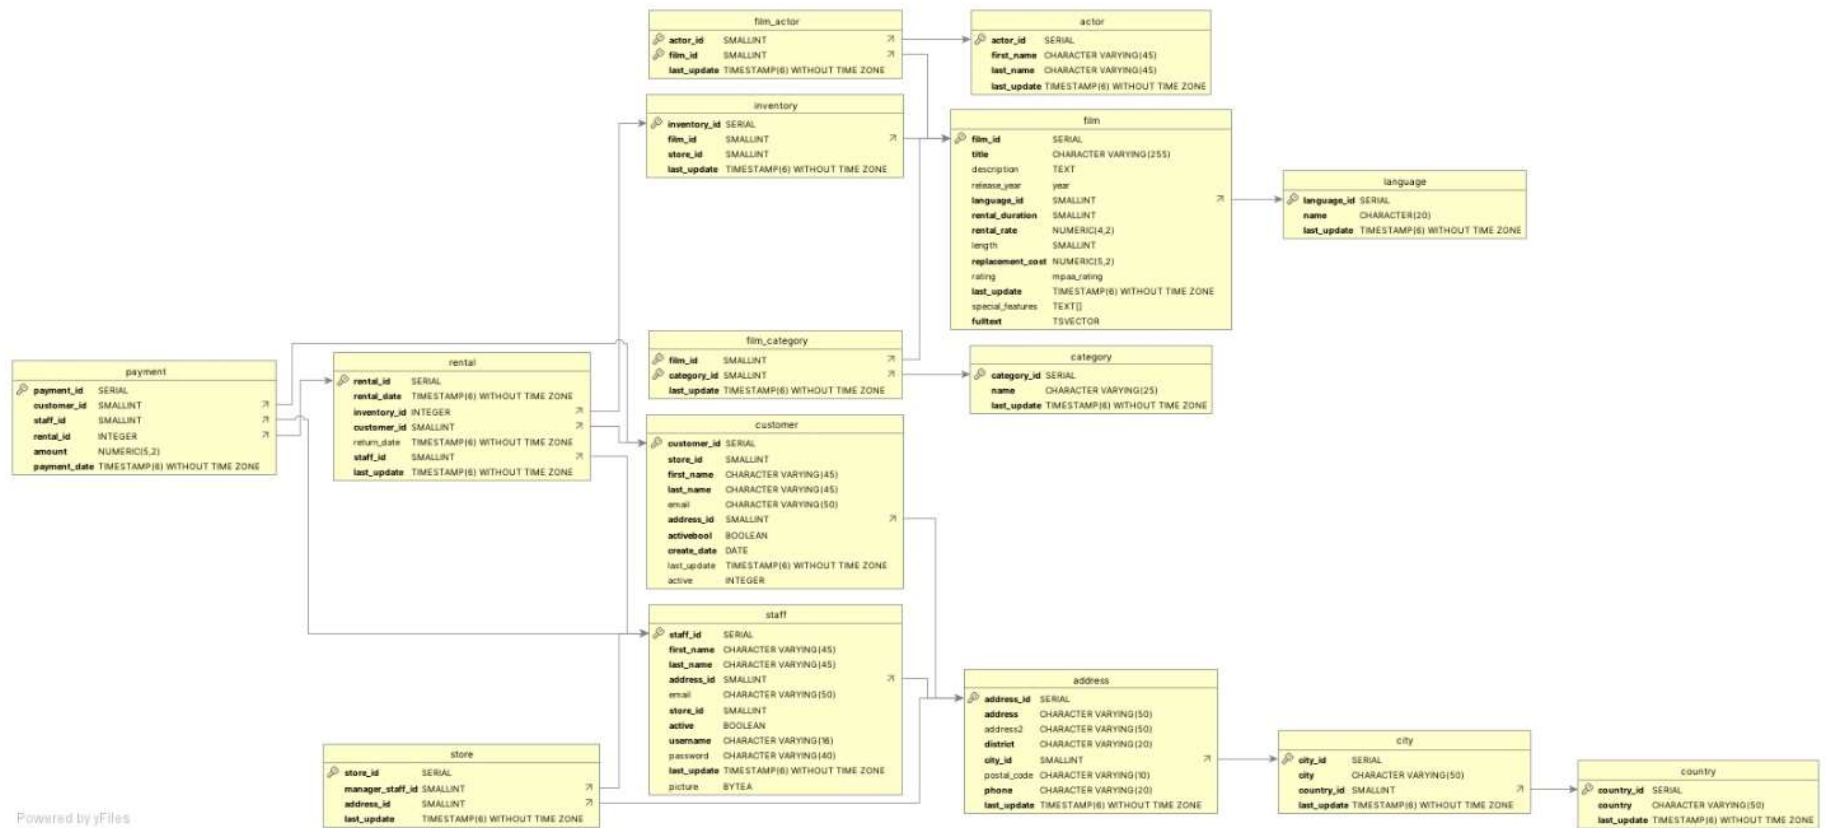 film_actor
actor_id SMALLINT
film_id SMALLINT
last_update TIMESTAMP(6) WITHOUT TIME ZONE
actor
actor_id SERIAL
first_name CHARACTER VARYING(45)
last_name CHARACTER VARYING(45)
last_update TIMESTAMP(6) WITHOUT TIME ZONE
inventory
inventory_id SERIAL
film_id SMALLINT
store_id SMALLINT
last_update TIMESTAMP(6) WITHOUT TIME ZONE
film
film_id SERIAL
title CHARACTER VARYING(255)
description TEXT
release_year year
language_id SMALLINT
rental_duration SMALLINT
rental_rate NUMERIC(4,2)
length SMALLINT
replacement_cost NUMERIC(5,2)
rating mpaa_rating
last_update TIMESTAMP(6) WITHOUT TIME ZONE
special_features TEXT[]
fulltext TSVECTOR
language
language_id SERIAL
name CHARACTER(20)
last_update TIMESTAMP(6) WITHOUT TIME ZONE
film_category
film_id SMALLINT
category_id SMALLINT
last_update TIMESTAMP(6) WITHOUT TIME ZONE
category
category_id SERIAL
name CHARACTER VARYING(25)
last_update TIMESTAMP(6) WITHOUT TIME ZONE
payment
payment_id SERIAL
customer_id SMALLINT
staff_id SMALLINT
rental_id INTEGER
amount NUMERIC(5,2)
payment_date TIMESTAMP(6) WITHOUT TIME ZONE
rental
rental_id SERIAL
rental_date TIMESTAMP(6) WITHOUT TIME ZONE
inventory_id INTEGER
customer_id SMALLINT
return_date TIMESTAMP(6) WITHOUT TIME ZONE
staff_id SMALLINT
last_update TIMESTAMP(6) WITHOUT TIME ZONE
customer
customer_id SERIAL
store_id SMALLINT
first_name CHARACTER VARYING(45)
last_name CHARACTER VARYING(45)
email CHARACTER VARYING(50)
address_id SMALLINT
activebool BOOLEAN
create_date DATE
last_update TIMESTAMP(6) WITHOUT TIME ZONE
active INTEGER
staff
staff_id SERIAL
first_name CHARACTER VARYING(45)
last_name CHARACTER VARYING(45)
address_id SMALLINT
email CHARACTER VARYING(50)
store_id SMALLINT
active BOOLEAN
username CHARACTER VARYING(16)
password CHARACTER VARYING(40)
last_update TIMESTAMP(6) WITHOUT TIME ZONE
picture BYTEA
store
store_id SERIAL
manager_staff_id SMALLINT
address_id SMALLINT
last_update TIMESTAMP(6) WITHOUT TIME ZONE
address
address_id SERIAL
address CHARACTER VARYING(50)
address2 CHARACTER VARYING(50)
district CHARACTER VARYING(20)
city_id SMALLINT
postal_code CHARACTER VARYING(10)
phone CHARACTER VARYING(20)
last_update TIMESTAMP(6) WITHOUT TIME ZONE
city
city_id SERIAL
city CHARACTER VARYING(50)
country_id SMALLINT
last_update TIMESTAMP(6) WITHOUT TIME ZONE
country
country_id SERIAL
country CHARACTER VARYING(50)
last_update TIMESTAMP(6) WITHOUT TIME ZONE
Powered by yFiles